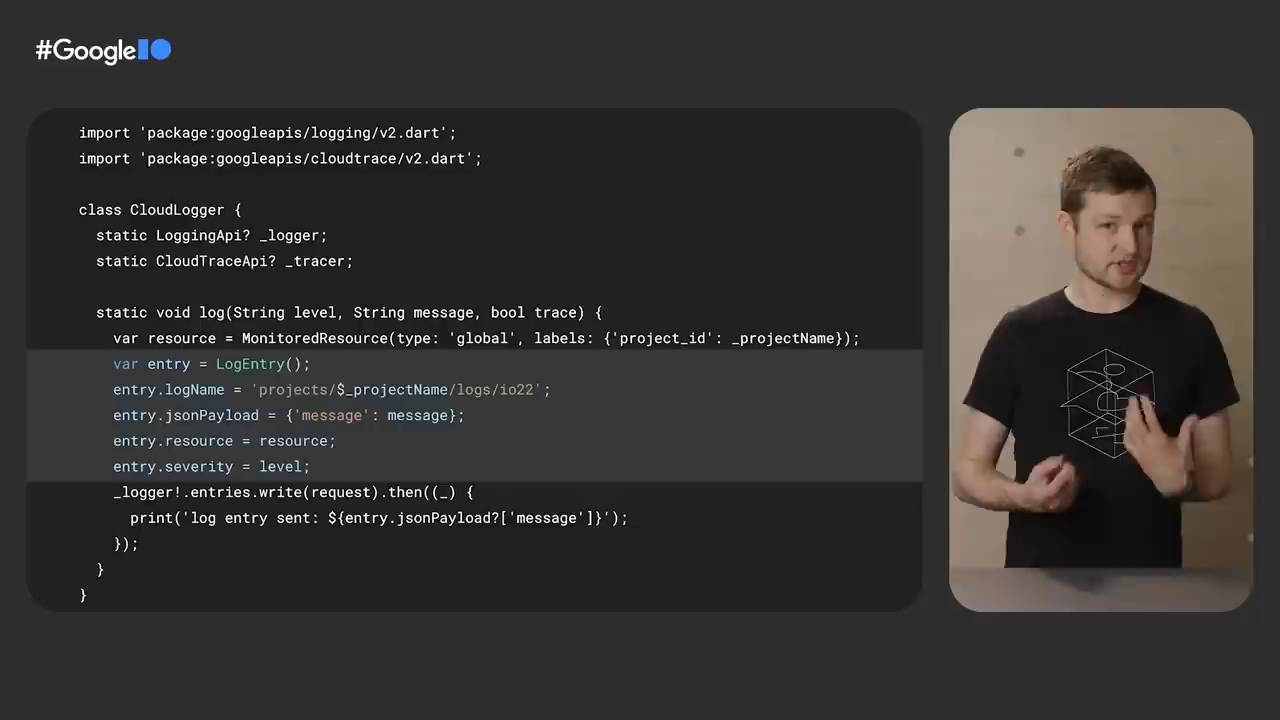 #GoogleIO
import 'package:googleapis/logging/v2.dart';
import 'package:googleapis/cloudtrace/v2.dart';
class CloudLogger {
static LoggingApi? _logger;
static CloudTraceApi? _tracer;
static void log(String level, String message, bool trace) {
var resource = MonitoredResource(type: 'global', labels: {'project_id': _projectName});
var entry = LogEntry();
entry.logName = 'projects/$_projectName/logs/io22';
entry.jsonPayload = {'message': message};
entry.resource = resource;
entry.severity = level;
_logger!.entries.write(request).then((_) {
print('log entry sent: ${entry.jsonPayload?['message']}');
});
}
}